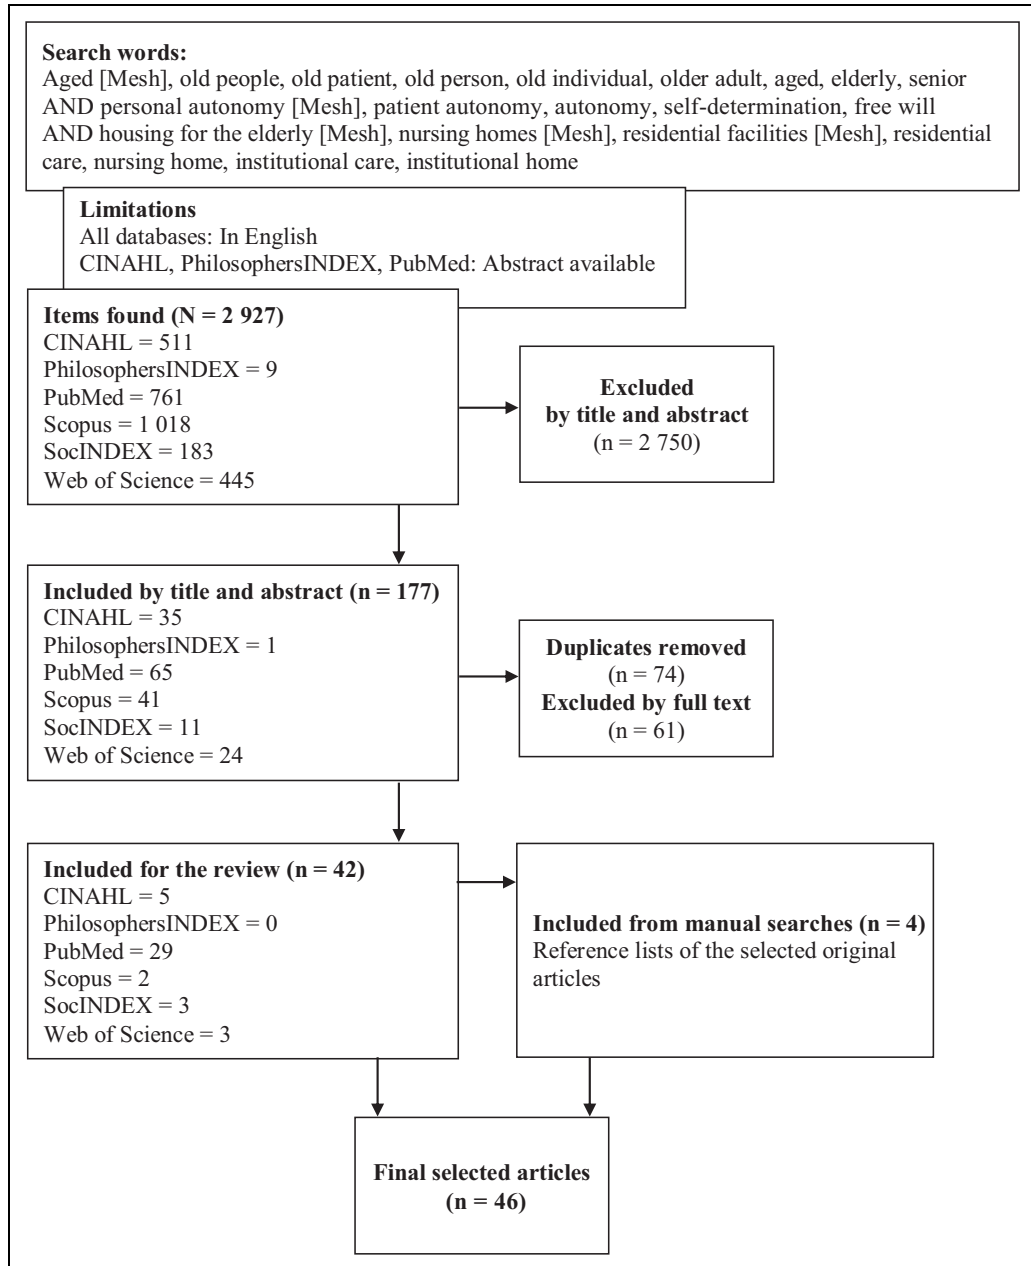 Search words:
Aged [Mesh], old people, old patient, old person, old individual, older adult, aged, elderly, senior
AND personal autonomy [Mesh], patient autonomy, autonomy, self-determination, free will
AND housing for the elderly [Mesh], nursing homes [Mesh], residential facilities [Mesh], residential
care, nursing home, institutional care, institutional home
Limitations
All databases: In English
CINAHL, PhilosophersINDEX, PubMed: Abstract available
Items found (N = 2 927)
CINAHL = 511
PhilosophersINDEX = 9
PubMed = 761
Scopus = 1 018
SocINDEX = 183
Web of Science = 445
Excluded
by title and abstract
(n = 2 750)
Included by title and abstract (n = 177)
CINAHL = 35
PhilosophersINDEX = 1
PubMed = 65
Scopus = 41
SocINDEX = 11
Web of Science = 24
Duplicates removed
(n = 74)
Excluded by full text
(n = 61)
Included for the review (n = 42)
CINAHL = 5
PhilosophersINDEX = 0
PubMed = 29
Scopus = 2
SocINDEX = 3
Web of Science = 3
Included from manual searches (n = 4)
Reference lists of the selected original
articles
Final selected articles
(n = 46)